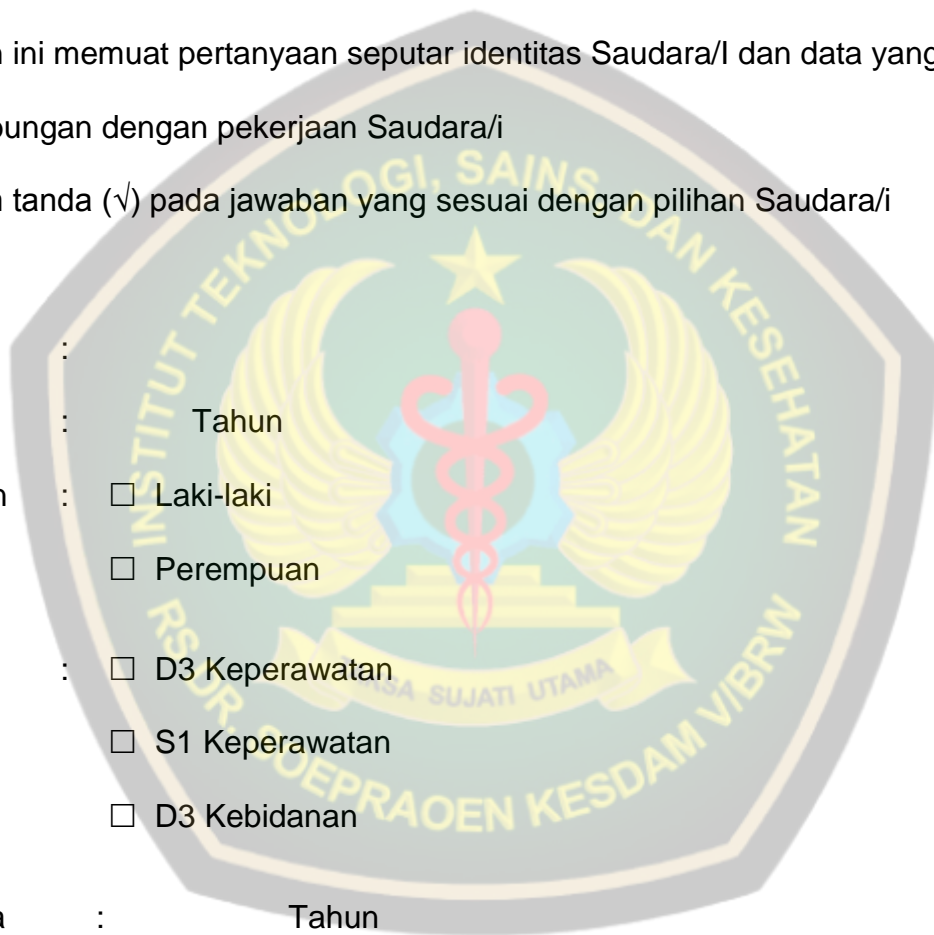 ini memuat pertanyaan seputar identitas Saudara/I dan data yang
dengan pekerjaan Saudara/i
tanda (√) pada jawaban yang sesuai dengan pilihan Saudara/i
:
: Tahun
: ☐ Laki-laki
☐ Perempuan
: ☐ D3 Keperawatan
☐ S1 Keperawatan
☐ D3 Kebidanan
: Tahun
INSTITUT TEKNOLOGI, SAINS, DAN KESEHATAN
SUJATI UTAMA
RS DR. SOEPRAOEN KESDAM V/BRW